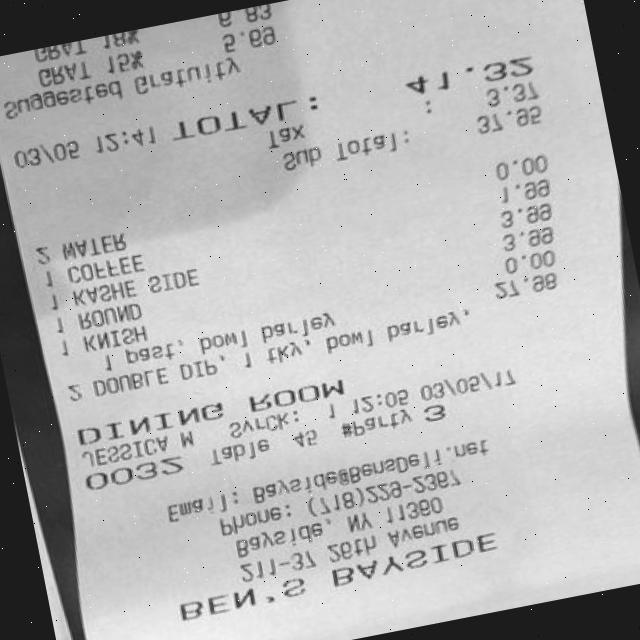 BEN'S BAYSIDE
211-37 26th Avenue
Bayside, NY 11360
Phone: (718)229-2367
Email: Bayside@BensDeli.net
0032 Table 45 #Party 3
JESSICA M SvrCk: 1 12:05 03/05/17
DINING ROOM
2 DOUBLE DIP, 1 tky, bowl barley, 27.98
1 past, bowl barley
1 KNISH 0.00
1 ROUND 3.99
1 KASHE SIDE 3.99
1 COFFEE 1.99
2 WATER 0.00
Sub Total: 37.95
Tax : 3.37
03/05 12:41 TOTAL: 41.32
Suggested Gratuity
GRAT 15% 5.69
GRAT 18% 6.83